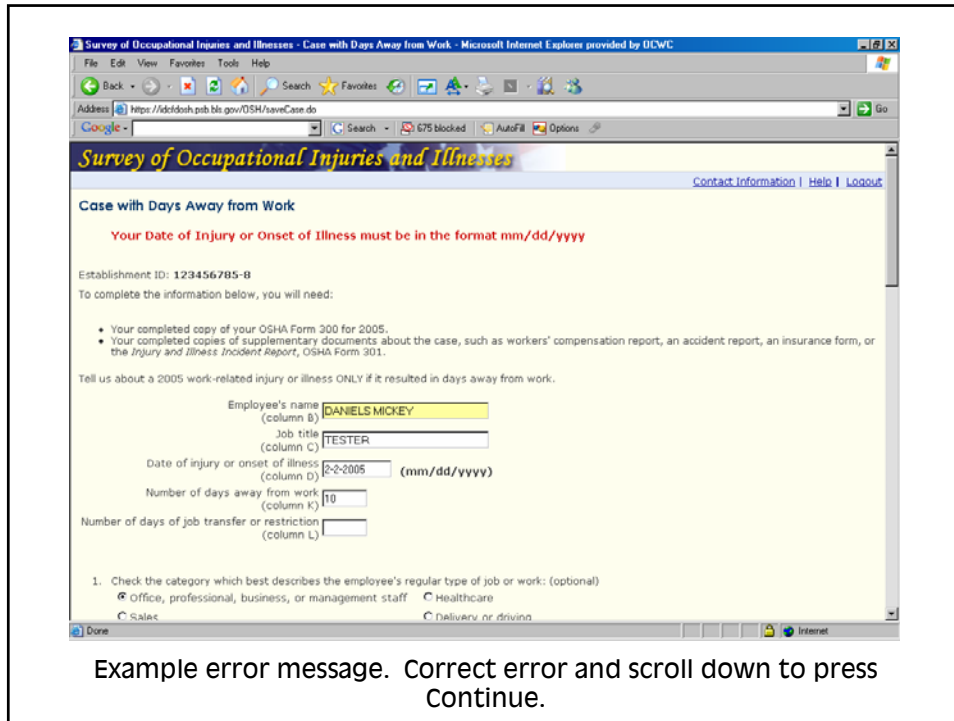 Survey of Occupational Injuries and Illnesses - Case with Days Away from Work - Microsoft Internet Explorer provided by DCWC
File Edit View Favorites Tools Help
Back Search Favorites
Address https://idcfdosh.psb.bls.gov/OSH/saveCase.do Go
Google Search 675 blocked AutoFill Options
Survey of Occupational Injuries and Illnesses
Contact Information | Help | Logout
Case with Days Away from Work
Your Date of Injury or Onset of Illness must be in the format mm/dd/yyyy
Establishment ID: 123456785-8
To complete the information below, you will need:
• Your completed copy of your OSHA Form 300 for 2005.
• Your completed copies of supplementary documents about the case, such as workers' compensation report, an accident report, an insurance form, or
the Injury and Illness Incident Report, OSHA Form 301.
Tell us about a 2005 work-related injury or illness ONLY if it resulted in days away from work.
Employee's name
(column B) DANIELS MICKEY
Job title
(column C) TESTER
Date of injury or onset of illness
(column D) 2-2-2005 (mm/dd/yyyy)
Number of days away from work
(column K) 10
Number of days of job transfer or restriction
(column L)
1. Check the category which best describes the employee's regular type of job or work: (optional)
Office, professional, business, or management staff Healthcare
Sales Delivery or driving
Done Internet
Example error message. Correct error and scroll down to press
Continue.